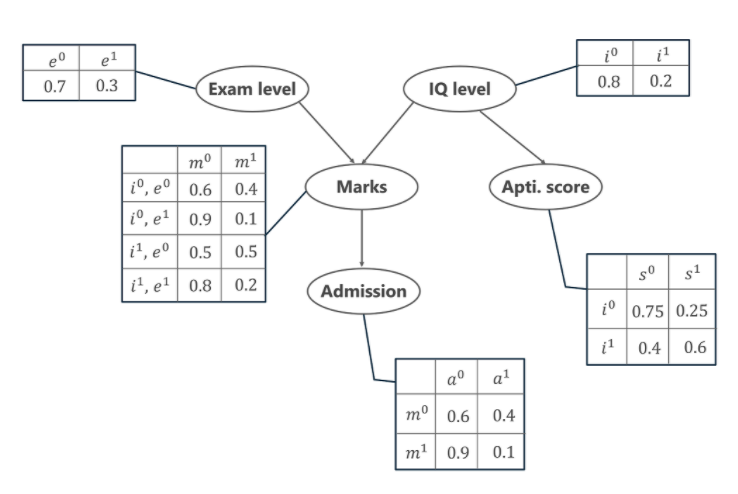 e⁰ e¹
0.7 0.3
Exam level
IQ level
i⁰ i¹
0.8 0.2
m⁰ m¹
i⁰, e⁰ 0.6 0.4
i⁰, e¹ 0.9 0.1
i¹, e⁰ 0.5 0.5
i¹, e¹ 0.8 0.2
Marks
Apti. score
Admission
s⁰ s¹
i⁰ 0.75 0.25
i¹ 0.4 0.6
a⁰ a¹
m⁰ 0.6 0.4
m¹ 0.9 0.1